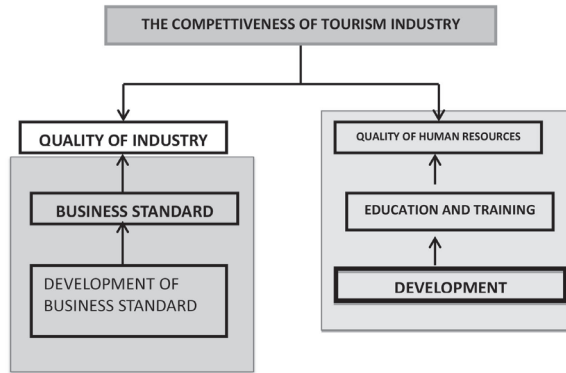 THE COMPETTIVENESS OF TOURISM INDUSTRY
QUALITY OF INDUSTRY
BUSINESS STANDARD
DEVELOPMENT OF
BUSINESS STANDARD
QUALITY OF HUMAN RESOURCES
EDUCATION AND TRAINING
DEVELOPMENT